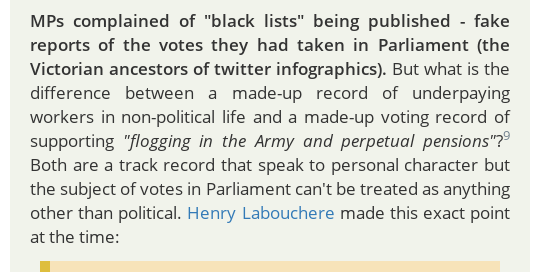 MPs complained of "black lists" being published - fake
reports of the votes they had taken in Parliament (the
Victorian ancestors of twitter infographics). But what is the
difference between a made-up record of underpaying
workers in non-political life and a made-up voting record of
supporting "flogging in the Army and perpetual pensions"?9
Both are a track record that speak to personal character but
the subject of votes in Parliament can't be treated as anything
other than political. Henry Labouchere made this exact point
at the time: